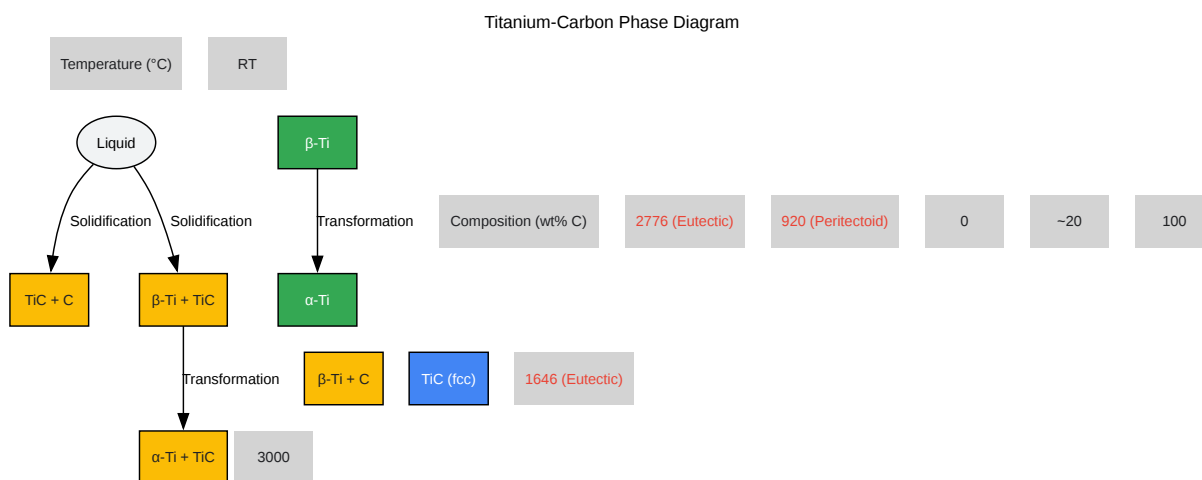 Titanium-Carbon Phase Diagram
Temperature (°C)
RT
Liquid
β-Ti
Solidification
Solidification
Transformation
Composition (wt% C)
2776 (Eutectic)
920 (Peritectoid)
0
~20
100
TiC + C
β-Ti + TiC
α-Ti
Transformation
β-Ti + C
TiC (fcc)
1646 (Eutectic)
α-Ti + TiC
3000